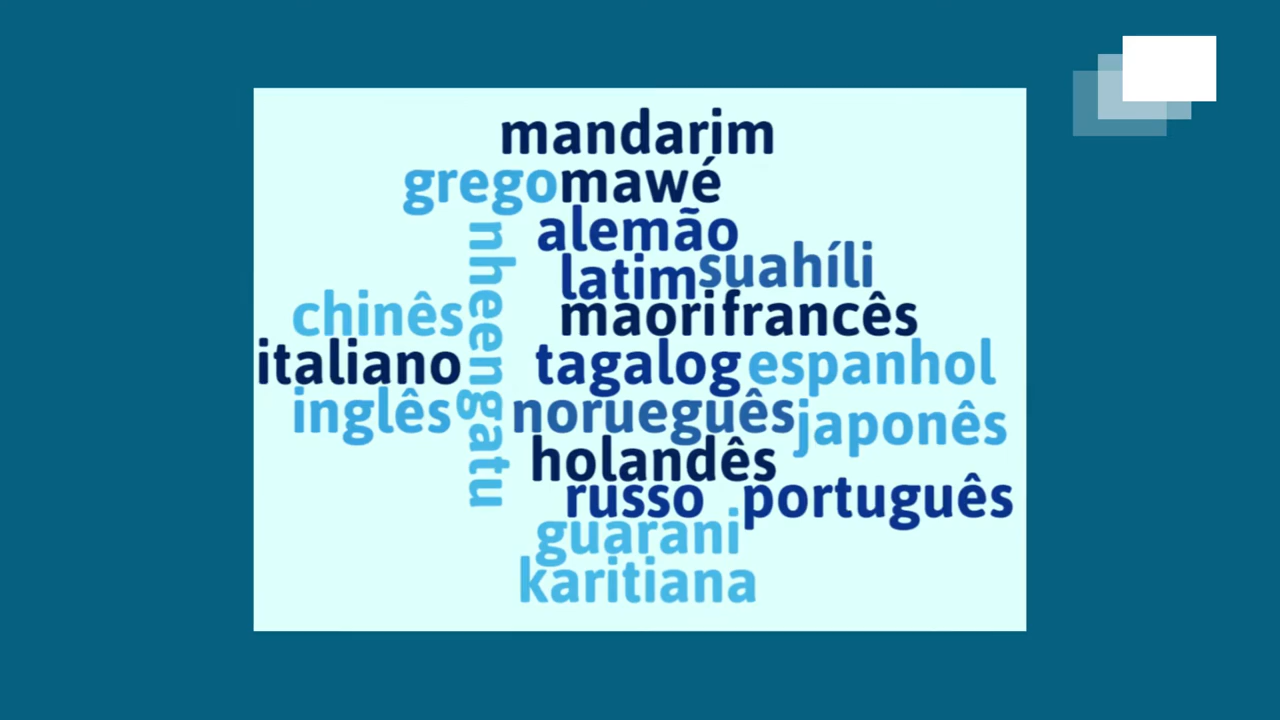 mandarim
grego mawé
alemão
nheengatu
latim suahíli
chinês maori francês
italiano tagalog espanhol
inglês norueguês japonês
holandês
russo português
guarani
karitiana